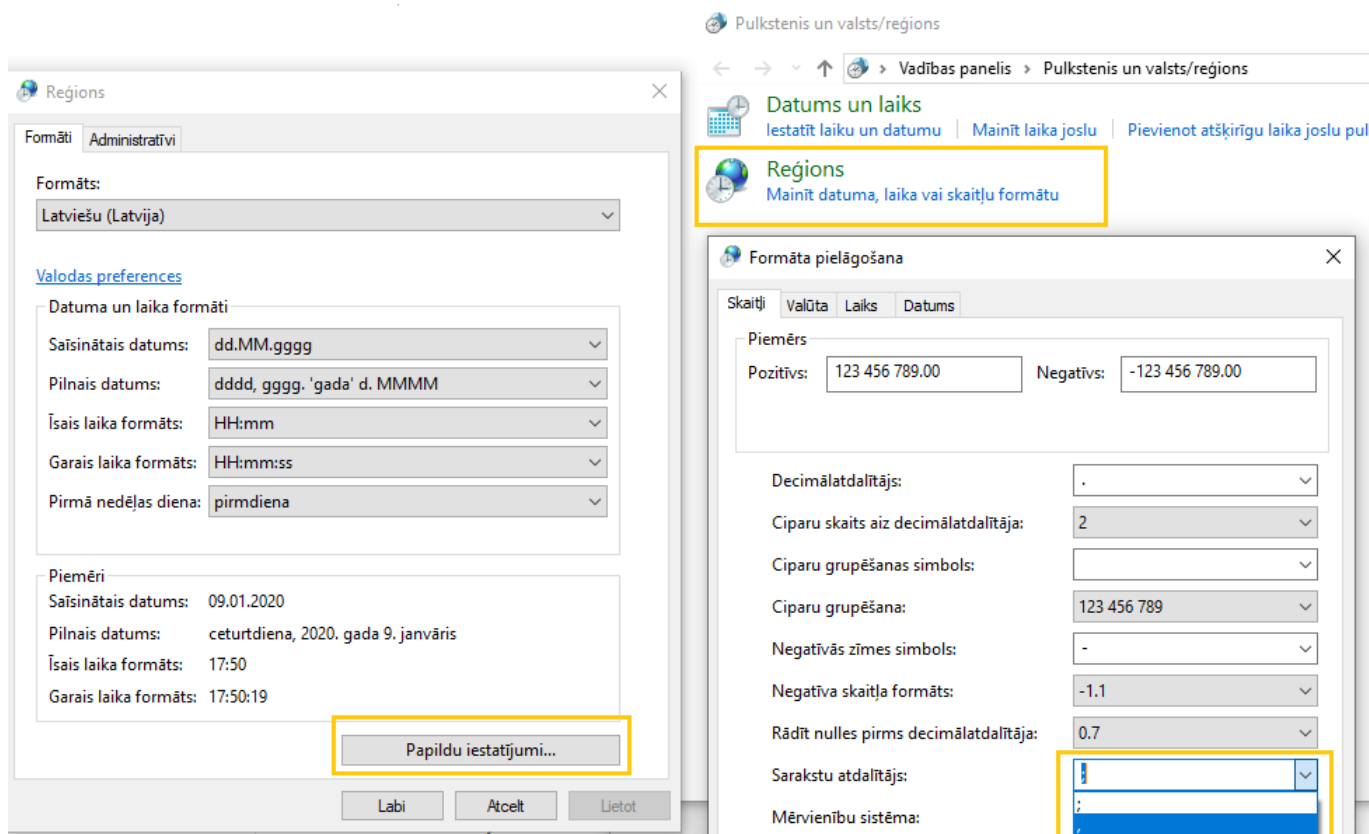 Reģions
Formāti
Administratīvi
Formāts:
Latviešu (Latvija)
Valodas preferences
Datuma un laika formāti
Saīsinātais datums: dd.MM.gggg
Pilnais datums: dddd, gggg. 'gada' d. MMMM
Īsais laika formāts: HH:mm
Garais laika formāts: HH:mm:ss
Pirmā nedēļas diena: pirmdiena
Piemēri
Saīsinātais datums: 09.01.2020
Pilnais datums: ceturtdiena, 2020. gada 9. janvāris
Īsais laika formāts: 17:50
Garais laika formāts: 17:50:19
Papildu iestatījumi...
Labi Atcelt Lietot
Pulkstenis un valsts/reģions
Vadības panelis > Pulkstenis un valsts/reģions
Datums un laiks
Iestatīt laiku un datumu Mainīt laika joslu Pievienot atšķirīgu laika joslu pul
Reģions
Mainīt datuma, laika vai skaitļu formātu
Formāta pielāgošana
Skaitļi Valūta Laiks Datums
Piemērs
Pozitīvs: 123 456 789.00 Negatīvs: -123 456 789.00
Decimālatdalītājs: .
Ciparu skaits aiz decimālatdalītāja: 2
Ciparu grupēšanas simbols:
Ciparu grupēšana: 123 456 789
Negatīvās zīmes simbols: -
Negatīva skaitļa formāts: -1.1
Rādīt nulles pirms decimālatdalītāja: 0.7
Sarakstu atdalītājs: ;
;
,
Mērvienību sistēma: